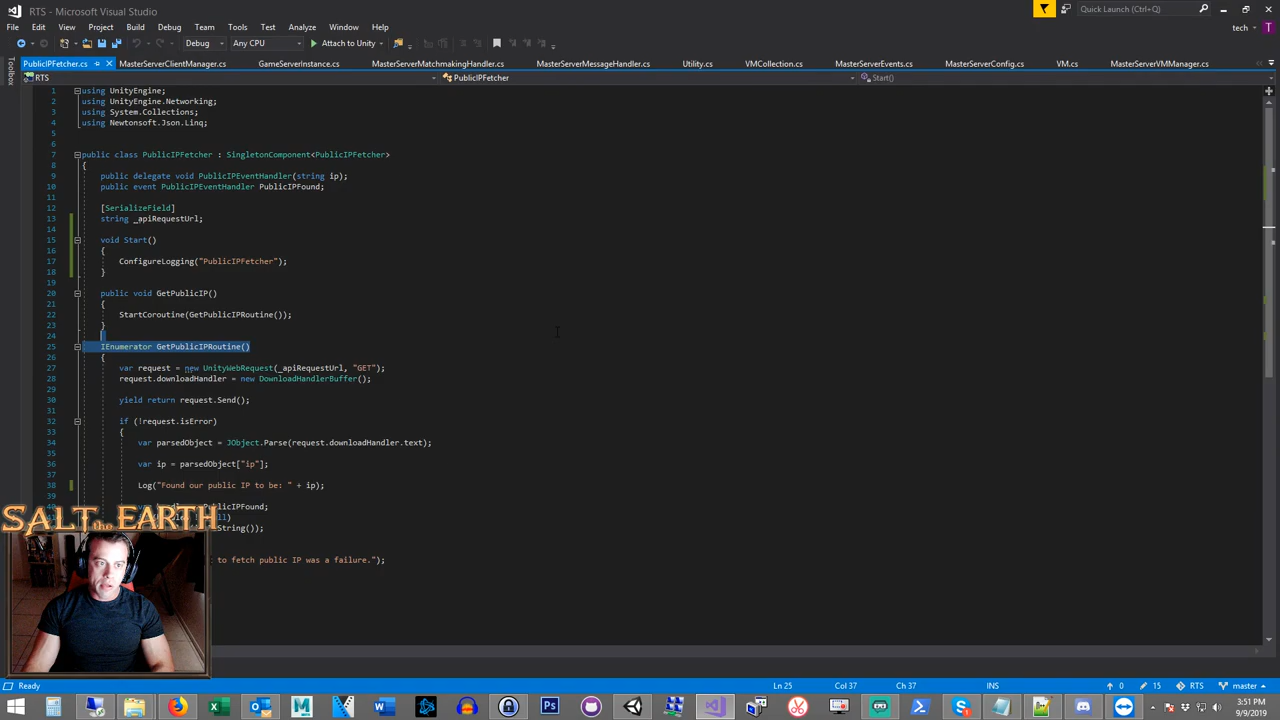 RTS - Microsoft Visual Studio
Quick Launch (Ctrl+Q)
File Edit View Project Build Debug Team Tools Test Analyze Window Help
tech T
Debug Any CPU Attach to Unity
Toolbox
PublicIPFetcher.cs MasterServerClientManager.cs GameServerInstance.cs MasterServerMatchmakingHandler.cs MasterServerMessageHandler.cs Utility.cs VMCollection.cs MasterServerEvents.cs MasterServerConfig.cs VM.cs MasterServerVMManager.cs
RTS PublicIPFetcher Start()
1 using UnityEngine;
2 using UnityEngine.Networking;
3 using System.Collections;
4 using Newtonsoft.Json.Linq;
5
6
7 public class PublicIPFetcher : SingletonComponent<PublicIPFetcher>
8 {
9 public delegate void PublicIPEventHandler(string ip);
10 public event PublicIPEventHandler PublicIPFound;
11
12 [SerializeField]
13 string _apiRequestUrl;
14
15 void Start()
16 {
17 ConfigureLogging("PublicIPFetcher");
18 }
19
20 public void GetPublicIP()
21 {
22 StartCoroutine(GetPublicIPRoutine());
23 }
24
25 IEnumerator GetPublicIPRoutine()
26 {
27 var request = new UnityWebRequest(_apiRequestUrl, "GET");
28 request.downloadHandler = new DownloadHandlerBuffer();
29
30 yield return request.Send();
31
32 if (!request.isError)
33 {
34 var parsedObject = JObject.Parse(request.downloadHandler.text);
35
36 var ip = parsedObject["ip"];
37
38 Log("Found our public IP to be: " + ip);
39
PublicIPFound;
String());
to fetch public IP was a failure.");
SALT the EARTH
Ready Ln 25 Col 37 Ch 37 INS 0 15 RTS master
3:51 PM
9/9/2019